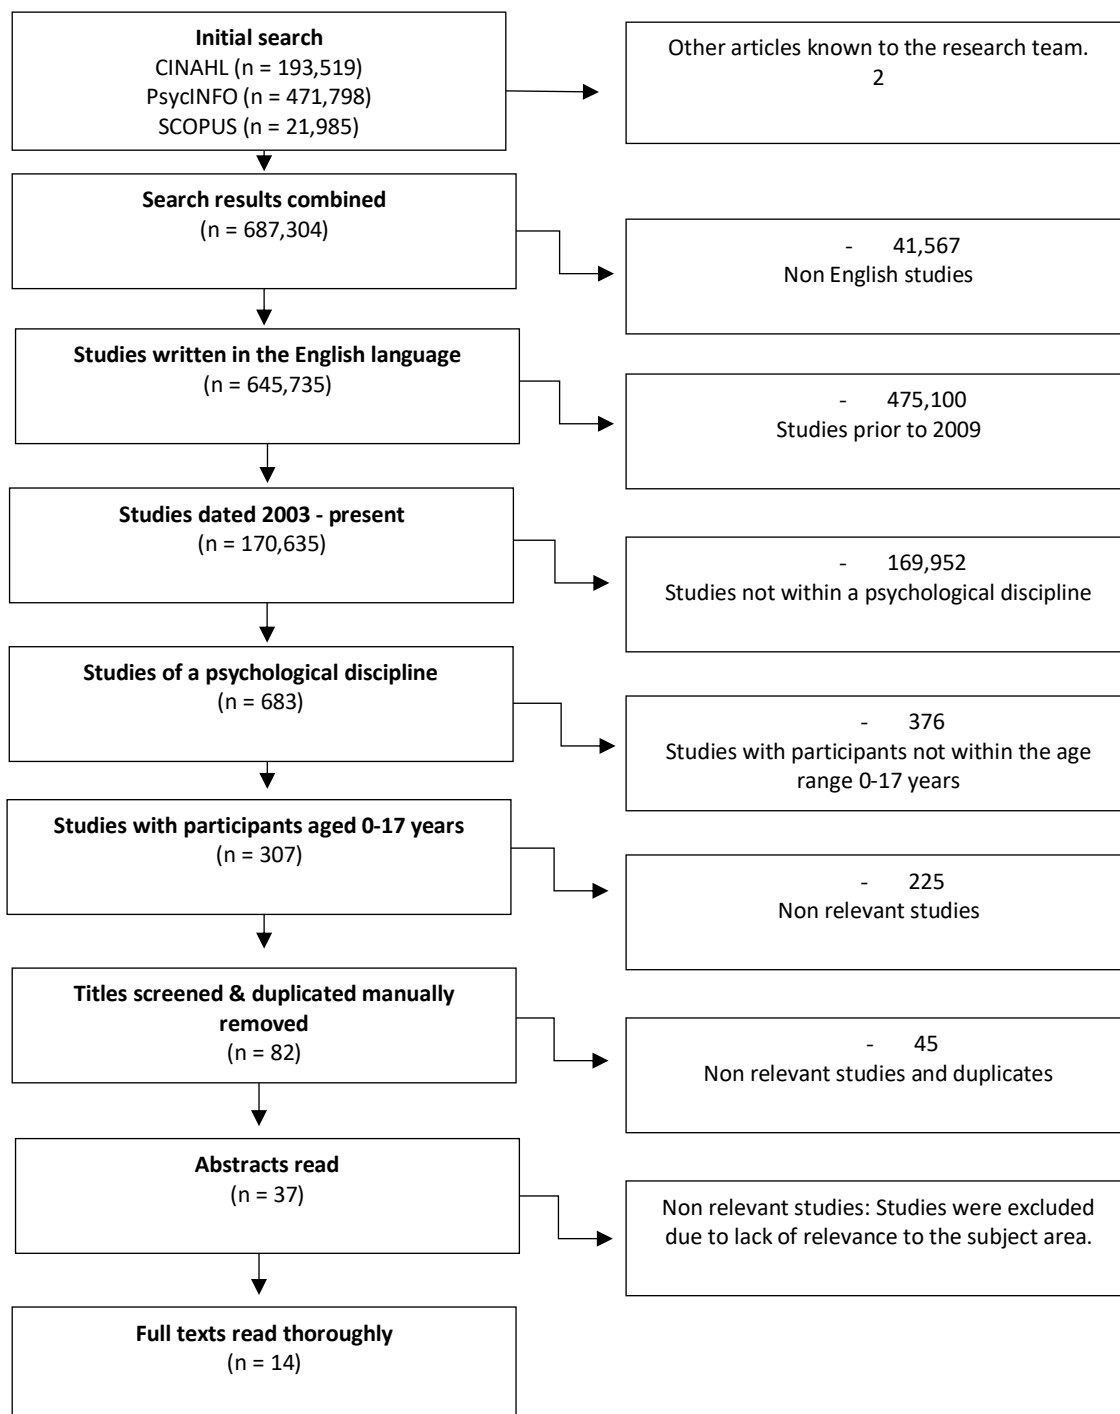 Initial search
CINAHL (n = 193,519)
PsycINFO (n = 471,798)
SCOPUS (n = 21,985)
Other articles known to the research team.
2
Search results combined
(n = 687,304)
- 41,567
Non English studies
Studies written in the English language
(n = 645,735)
- 475,100
Studies prior to 2009
Studies dated 2003 - present
(n = 170,635)
- 169,952
Studies not within a psychological discipline
Studies of a psychological discipline
(n = 683)
- 376
Studies with participants not within the age
range 0-17 years
Studies with participants aged 0-17 years
(n = 307)
- 225
Non relevant studies
Titles screened & duplicated manually
removed
(n = 82)
- 45
Non relevant studies and duplicates
Abstracts read
(n = 37)
Non relevant studies: Studies were excluded
due to lack of relevance to the subject area.
Full texts read thoroughly
(n = 14)